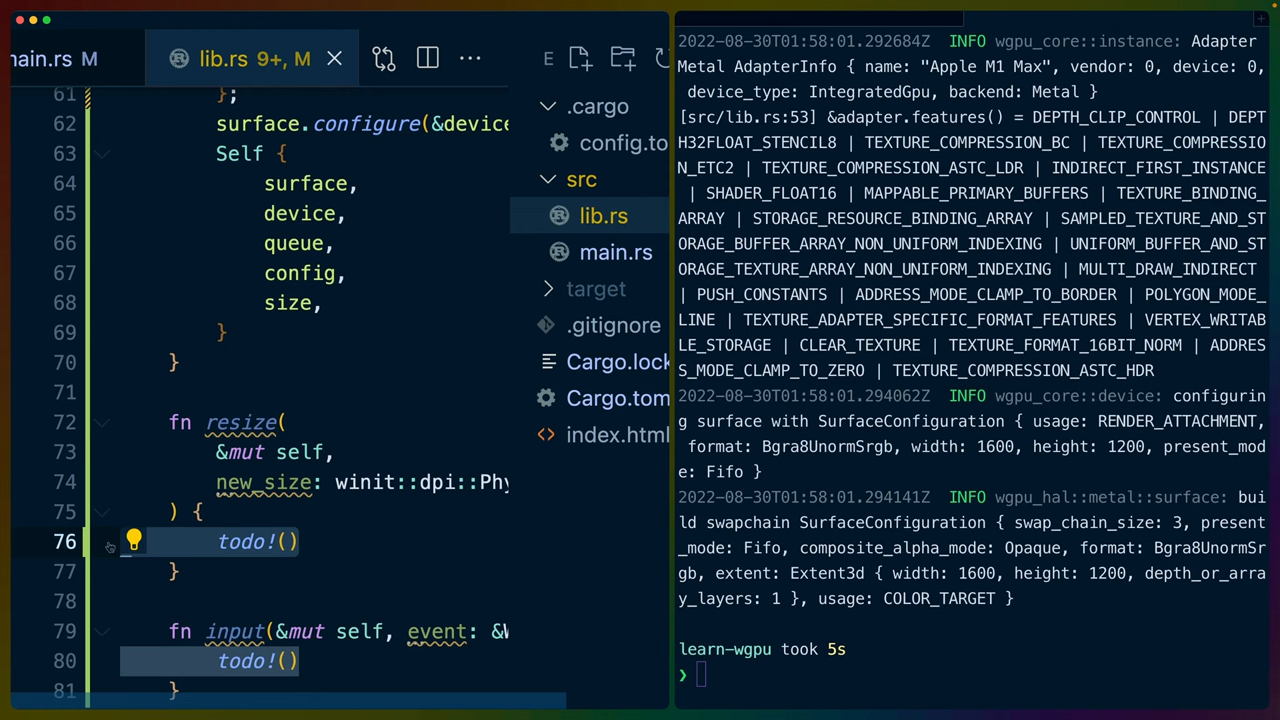 ain.rs M
lib.rs 9+, M
61 };
62 surface.configure(&device
63 Self {
64 surface,
65 device,
66 queue,
67 config,
68 size,
69 }
70 }
71
72 fn resize(
73 &mut self,
74 new_size: winit::dpi::Phy
75 ) {
76 todo!()
77 }
78
79 fn input(&mut self, event: &W
80 todo!()
81 }
E
.cargo
config.to
src
lib.rs
main.rs
target
.gitignore
Cargo.lock
Cargo.tom
index.html
2022-08-30T01:58:01.292684Z INFO wgpu_core::instance: Adapter
Metal AdapterInfo { name: "Apple M1 Max", vendor: 0, device: 0,
device_type: IntegratedGpu, backend: Metal }
[src/lib.rs:53] &adapter.features() = DEPTH_CLIP_CONTROL | DEPT
H32FLOAT_STENCIL8 | TEXTURE_COMPRESSION_BC | TEXTURE_COMPRESSIO
N_ETC2 | TEXTURE_COMPRESSION_ASTC_LDR | INDIRECT_FIRST_INSTANCE
| SHADER_FLOAT16 | MAPPABLE_PRIMARY_BUFFERS | TEXTURE_BINDING_
ARRAY | STORAGE_RESOURCE_BINDING_ARRAY | SAMPLED_TEXTURE_AND_ST
ORAGE_BUFFER_ARRAY_NON_UNIFORM_INDEXING | UNIFORM_BUFFER_AND_ST
ORAGE_TEXTURE_ARRAY_NON_UNIFORM_INDEXING | MULTI_DRAW_INDIRECT
| PUSH_CONSTANTS | ADDRESS_MODE_CLAMP_TO_BORDER | POLYGON_MODE_
LINE | TEXTURE_ADAPTER_SPECIFIC_FORMAT_FEATURES | VERTEX_WRITAB
LE_STORAGE | CLEAR_TEXTURE | TEXTURE_FORMAT_16BIT_NORM | ADDRES
S_MODE_CLAMP_TO_ZERO | TEXTURE_COMPRESSION_ASTC_HDR
2022-08-30T01:58:01.294062Z INFO wgpu_core::device: configurin
g surface with SurfaceConfiguration { usage: RENDER_ATTACHMENT,
format: Bgra8UnormSrgb, width: 1600, height: 1200, present_mod
e: Fifo }
2022-08-30T01:58:01.294141Z INFO wgpu_hal::metal::surface: bui
ld swapchain SurfaceConfiguration { swap_chain_size: 3, present
_mode: Fifo, composite_alpha_mode: Opaque, format: Bgra8UnormSr
gb, extent: Extent3d { width: 1600, height: 1200, depth_or_arra
y_layers: 1 }, usage: COLOR_TARGET }
learn-wgpu took 5s
❯